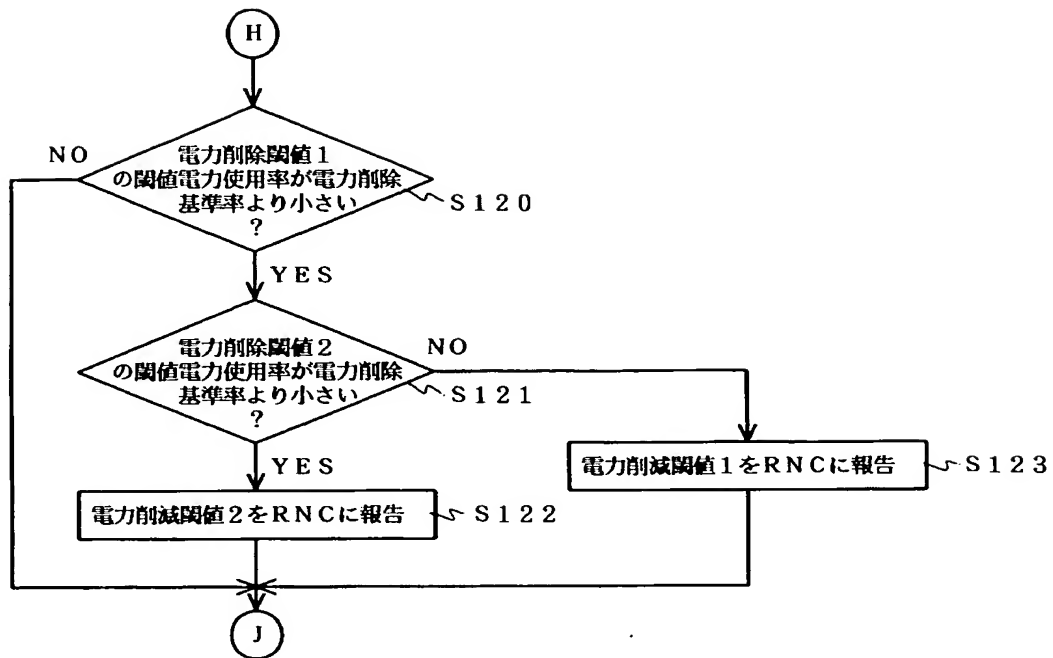 H
NO
電力削除閾値1
の閾値電力使用率が電力削除
基準率より小さい
?
S120
YES
電力削除閾値2
の閾値電力使用率が電力削除
基準率より小さい
?
NO
S121
YES
電力削減閾値1をRNCに報告
S123
電力削減閾値2をRNCに報告
S122
J